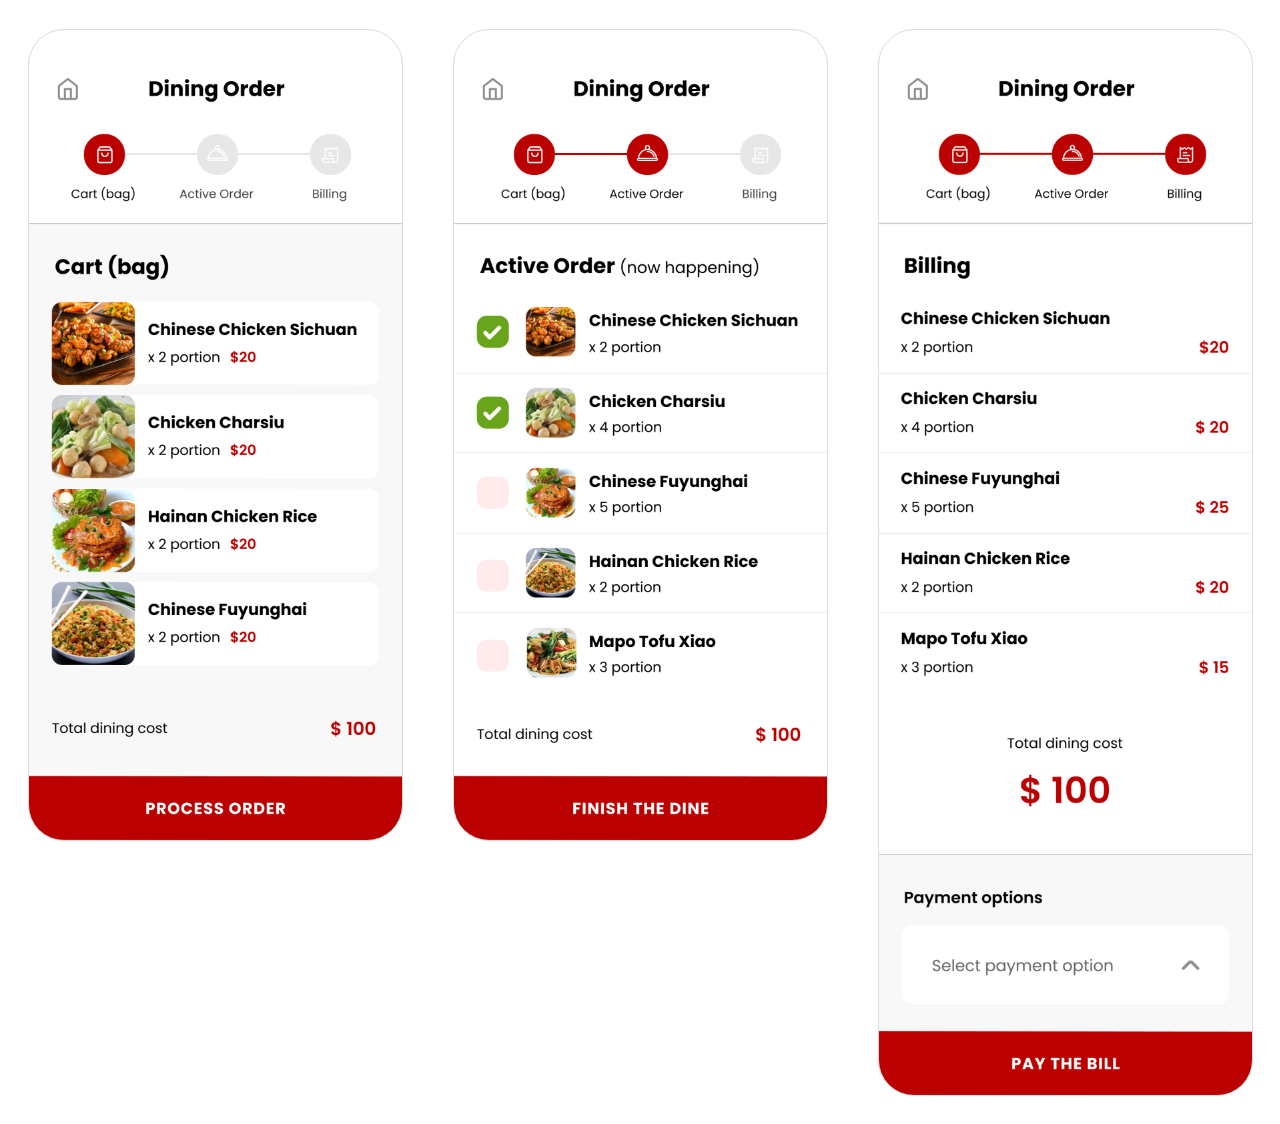 Dining Order
Cart (bag) Active Order Billing
Cart (bag)
Chinese Chicken Sichuan
x 2 portion $20
Chicken Charsiu
x 2 portion $20
Hainan Chicken Rice
x 2 portion $20
Chinese Fuyunghai
x 2 portion $20
Total dining cost $ 100
PROCESS ORDER
Dining Order
Cart (bag) Active Order Billing
Active Order (now happening)
Chinese Chicken Sichuan
x 2 portion
Chicken Charsiu
x 4 portion
Chinese Fuyunghai
x 5 portion
Hainan Chicken Rice
x 2 portion
Mapo Tofu Xiao
x 3 portion
Total dining cost $ 100
FINISH THE DINE
Dining Order
Cart (bag) Active Order Billing
Billing
Chinese Chicken Sichuan
x 2 portion $20
Chicken Charsiu
x 4 portion $ 20
Chinese Fuyunghai
x 5 portion $ 25
Hainan Chicken Rice
x 2 portion $ 20
Mapo Tofu Xiao
x 3 portion $ 15
Total dining cost
$ 100
Payment options
Select payment option
PAY THE BILL